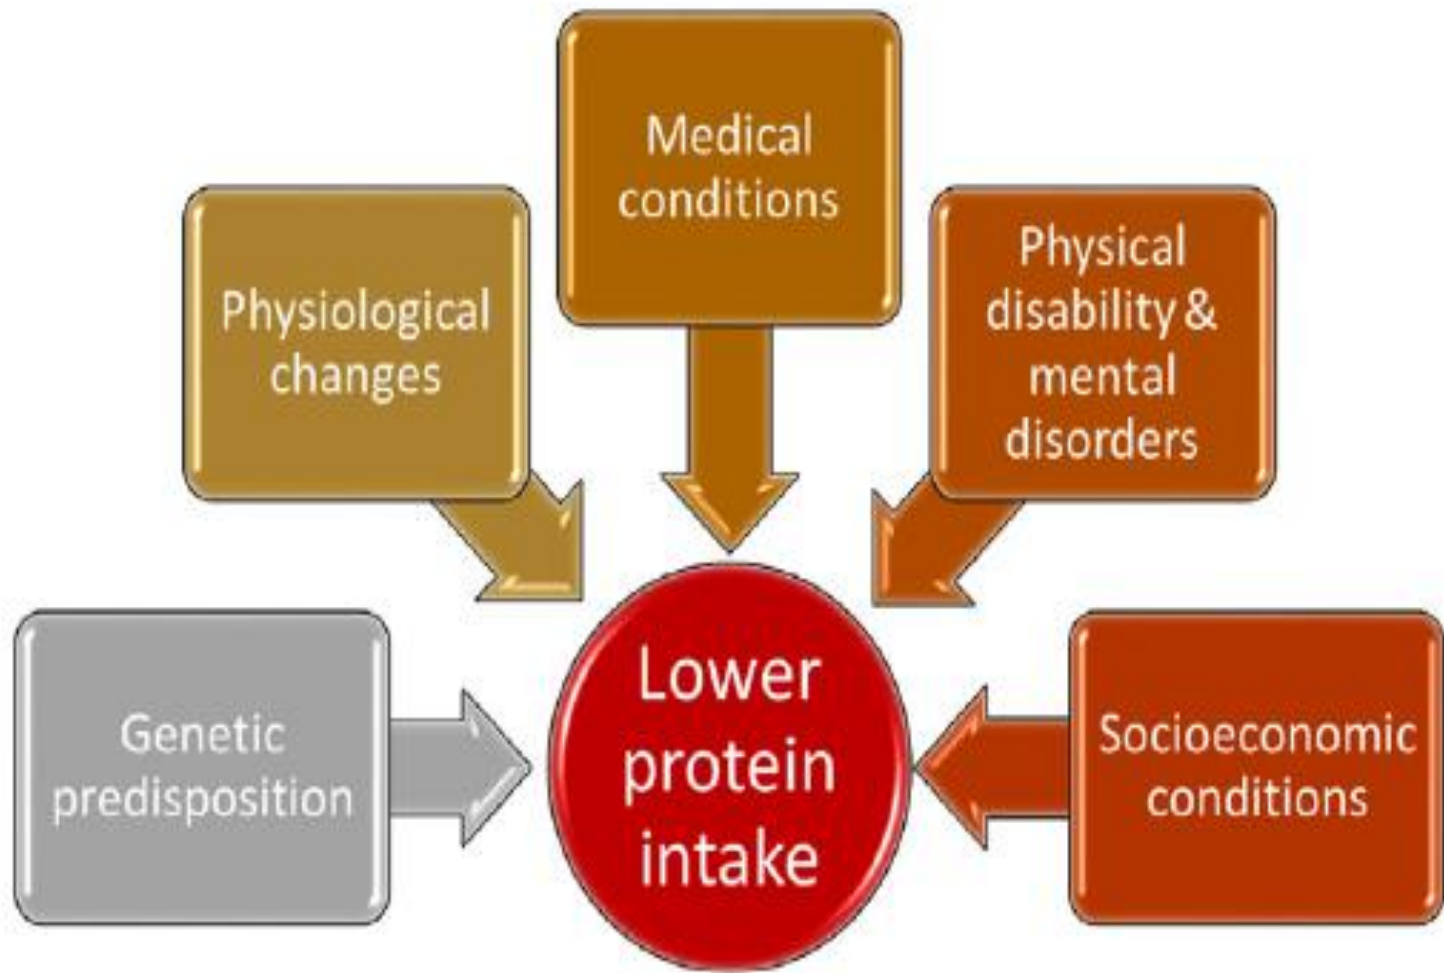 Medical
conditions
Physiological
changes
Physical
disability &
mental
disorders
Genetic
predisposition
Lower
protein
intake
Socioeconomic
conditions